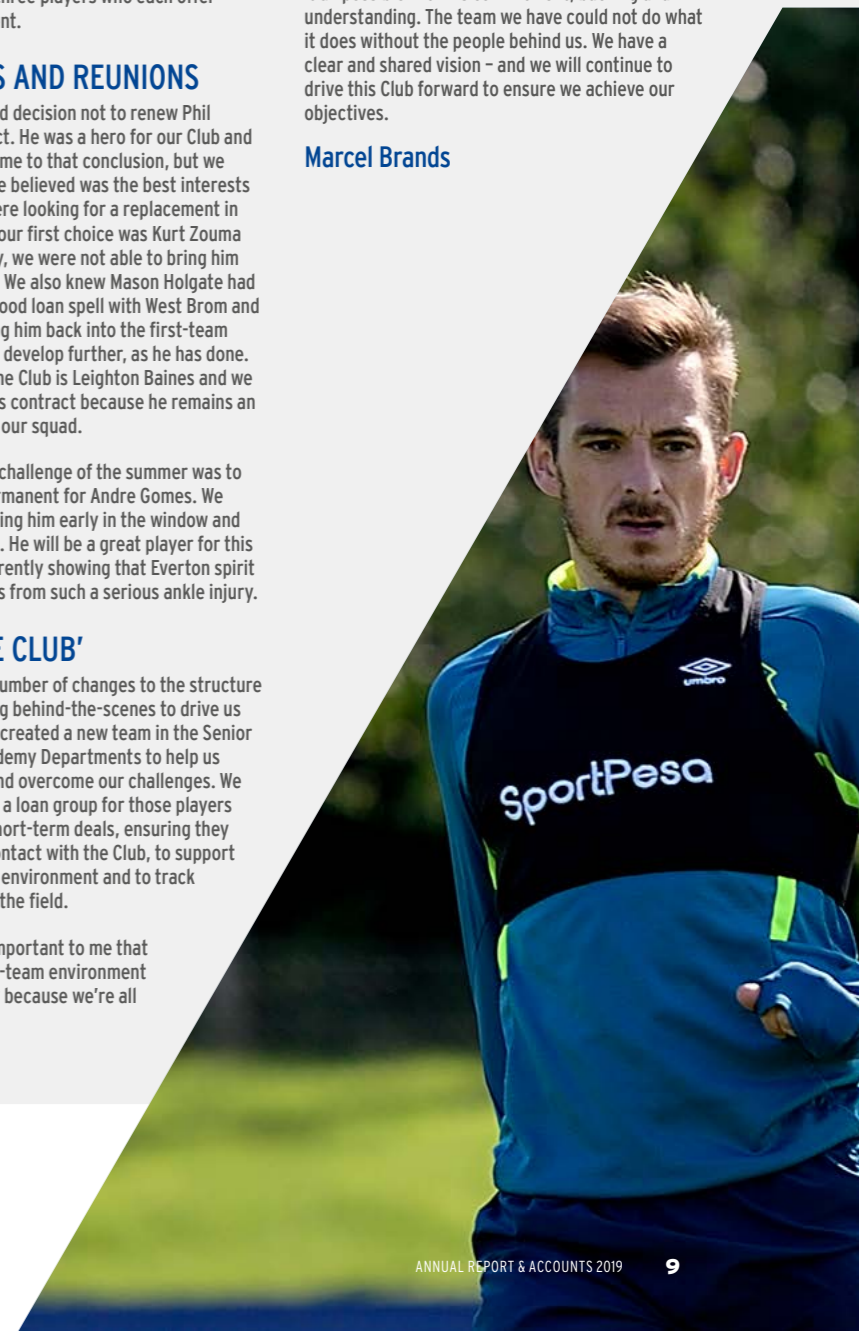 nt.
S AND REUNIONS
d decision not to renew Phil
ct. He was a hero for our Club and
me to that conclusion, but we
e believed was the best interests
ere looking for a replacement in
our first choice was Kurt Zouma
y, we were not able to bring him
We also knew Mason Holgate had
ood loan spell with West Brom and
g him back into the first-team
develop further, as he has done.
he Club is Leighton Baines and we
s contract because he remains an
our squad.
challenge of the summer was to
rmanent for Andre Gomes. We
ing him early in the window and
. He will be a great player for this
rently showing that Everton spirit
s from such a serious ankle injury.
E CLUB’
umber of changes to the structure
g behind-the-scenes to drive us
created a new team in the Senior
demy Departments to help us
nd overcome our challenges. We
a loan group for those players
hort-term deals, ensuring they
ontact with the Club, to support
environment and to track
the field.
mportant to me that
-team environment
because we’re all
understanding. The team we have could not do what
it does without the people behind us. We have a
clear and shared vision – and we will continue to
drive this Club forward to ensure we achieve our
objectives.
Marcel Brands
umbro
SportPesa
ANNUAL REPORT & ACCOUNTS 2019 9